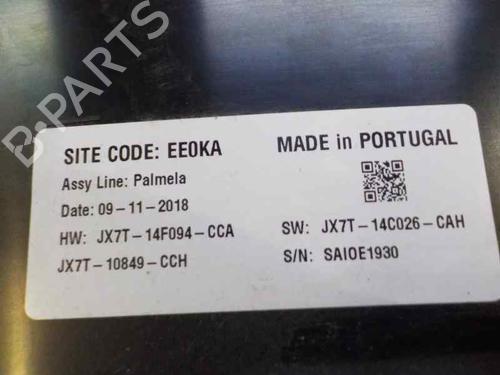 B-PARTS
SITE CODE: EE0KA
MADE in PORTUGAL
Assy Line: Palmela
Date: 09-11-2018
HW: JX7T-14F094-CCA
SW: JX7T-14C026-CAH
JX7T-10849-CCH
S/N: SAIOE1930